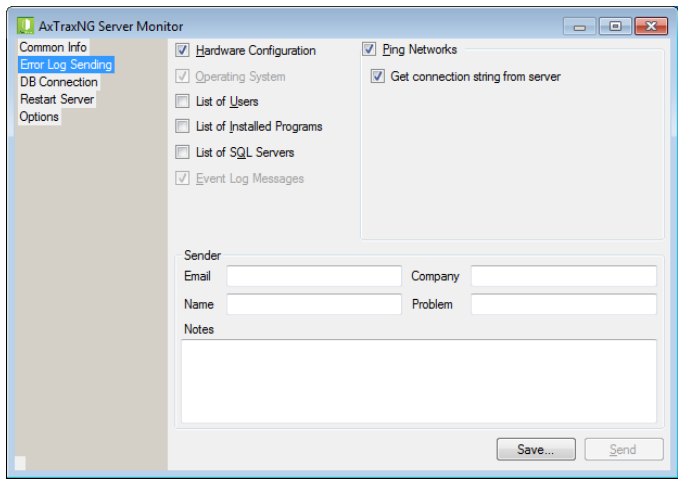 AxTraxNG Server Monitor
Common Info
Error Log Sending
DB Connection
Restart Server
Options
Hardware Configuration
Operating System
List of Users
List of Installed Programs
List of SQL Servers
Event Log Messages
Ping Networks
Get connection string from server
Sender
Email
Company
Name
Problem
Notes
Save...
Send